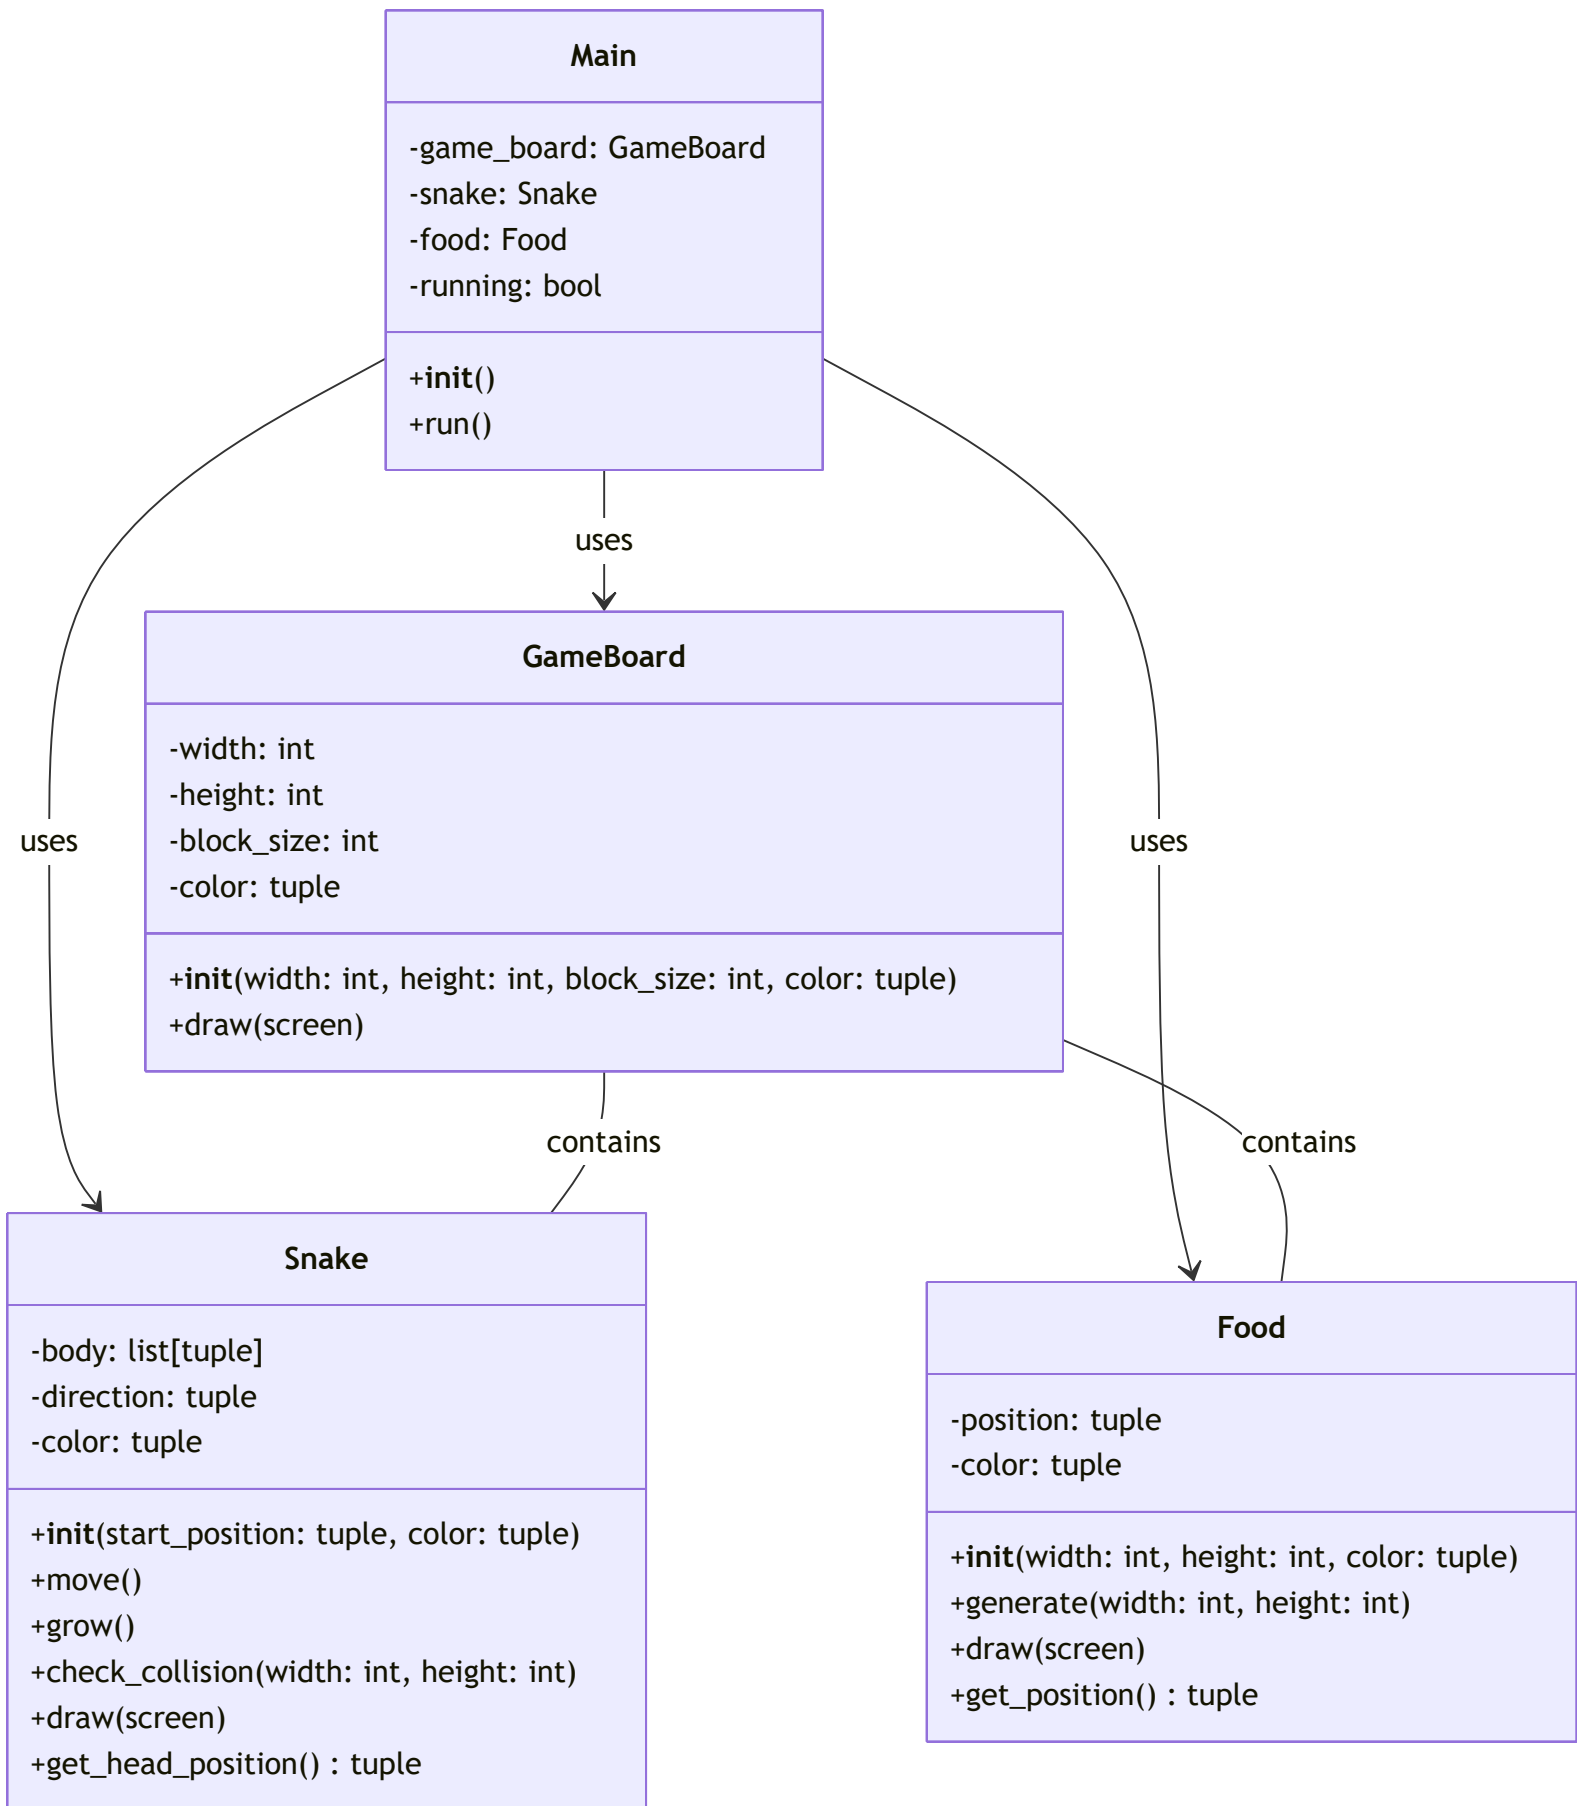 Main
-game_board: GameBoard
-snake: Snake
-food: Food
-running: bool
+init()
+run()
uses
GameBoard
-width: int
-height: int
-block_size: int
-color: tuple
+init(width: int, height: int, block_size: int, color: tuple)
+draw(screen)
uses
uses
contains
contains
Snake
-body: list[tuple]
-direction: tuple
-color: tuple
+init(start_position: tuple, color: tuple)
+move()
+grow()
+check_collision(width: int, height: int)
+draw(screen)
+get_head_position() : tuple
Food
-position: tuple
-color: tuple
+init(width: int, height: int, color: tuple)
+generate(width: int, height: int)
+draw(screen)
+get_position() : tuple